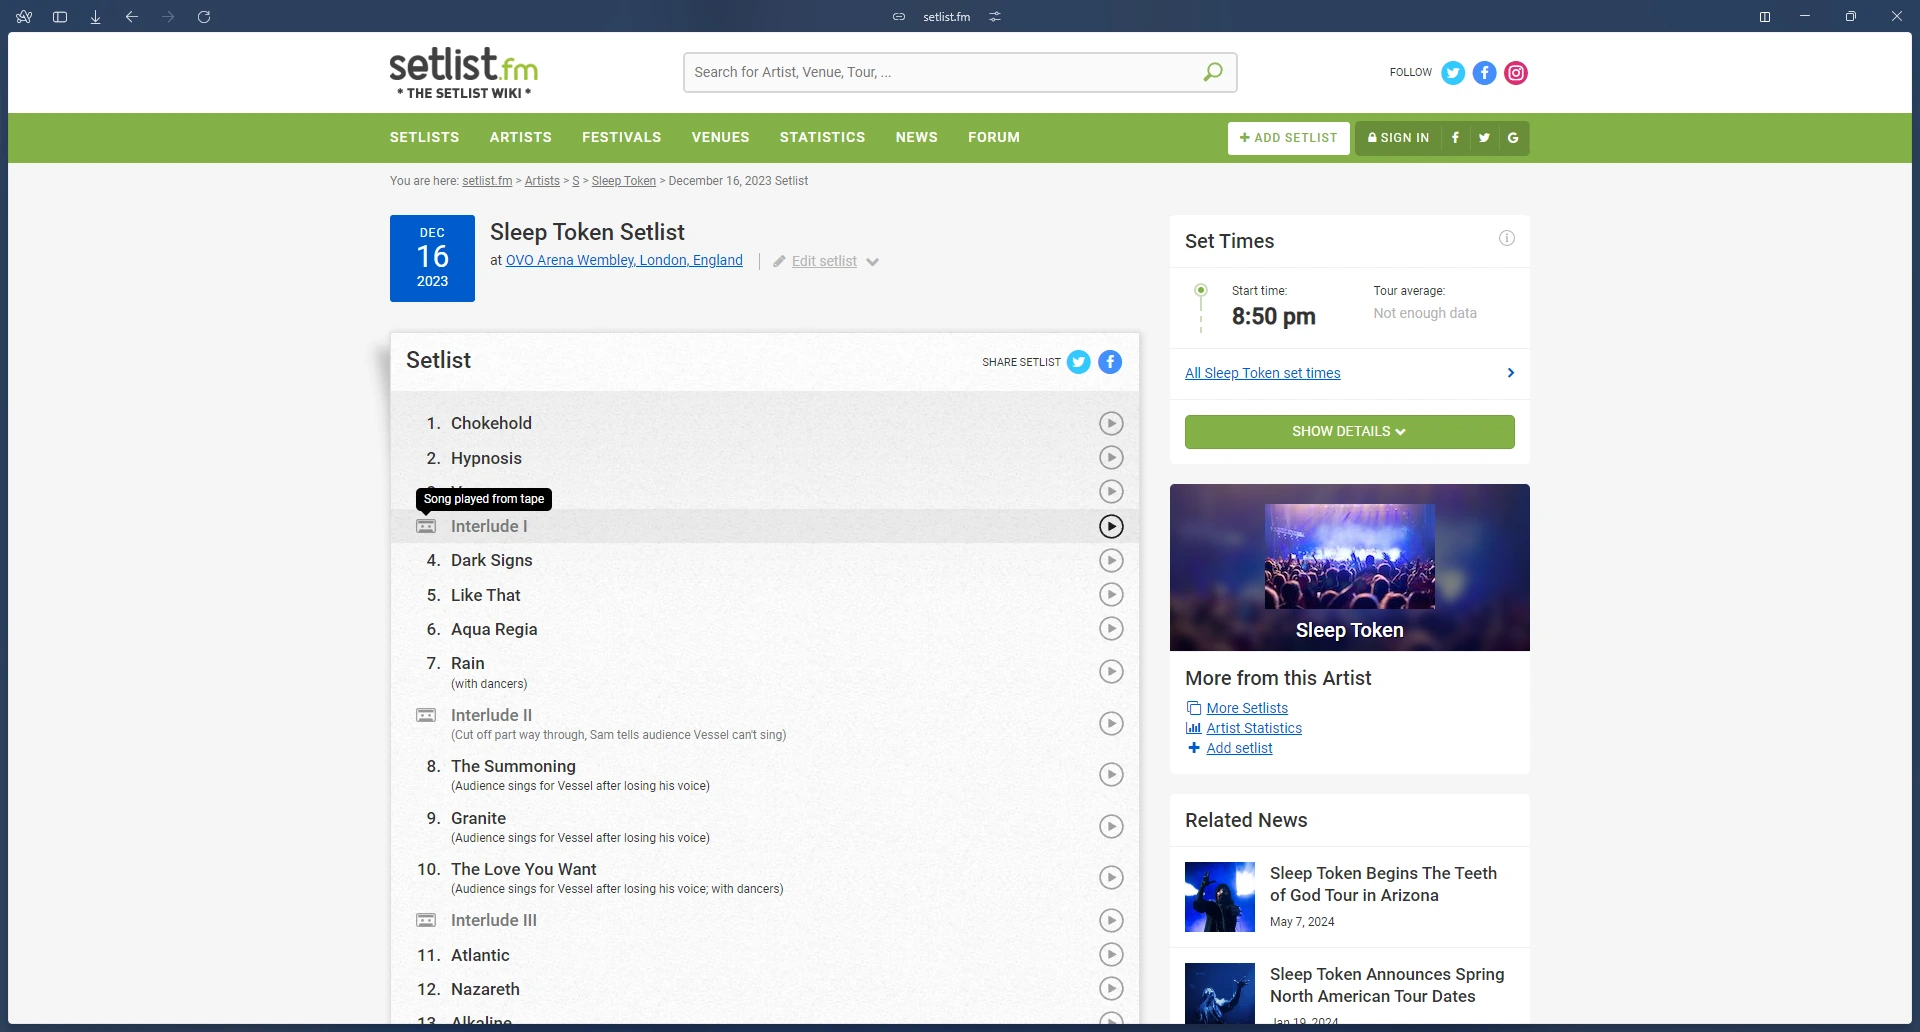 setlist.fm
setlist.fm
* THE SETLIST WIKI *
Search for Artist, Venue, Tour, ...
FOLLOW
SETLISTS ARTISTS FESTIVALS VENUES STATISTICS NEWS FORUM
+ ADD SETLIST
SIGN IN
You are here: setlist.fm > Artists > S > Sleep Token > December 16, 2023 Setlist
DEC
16
2023
Sleep Token Setlist
at OVO Arena Wembley, London, England
Edit setlist
Setlist
SHARE SETLIST
1. Chokehold
2. Hypnosis
Song played from tape
Interlude I
4. Dark Signs
5. Like That
6. Aqua Regia
7. Rain
(with dancers)
Interlude II
(Cut off part way through, Sam tells audience Vessel can't sing)
8. The Summoning
(Audience sings for Vessel after losing his voice)
9. Granite
(Audience sings for Vessel after losing his voice)
10. The Love You Want
(Audience sings for Vessel after losing his voice; with dancers)
Interlude III
11. Atlantic
12. Nazareth
13. Alkaline
Set Times
Start time:
8:50 pm
Tour average:
Not enough data
All Sleep Token set times
SHOW DETAILS
Sleep Token
More from this Artist
More Setlists
Artist Statistics
Add setlist
Related News
Sleep Token Begins The Teeth
of God Tour in Arizona
May 7, 2024
Sleep Token Announces Spring
North American Tour Dates
Jan 19, 2024